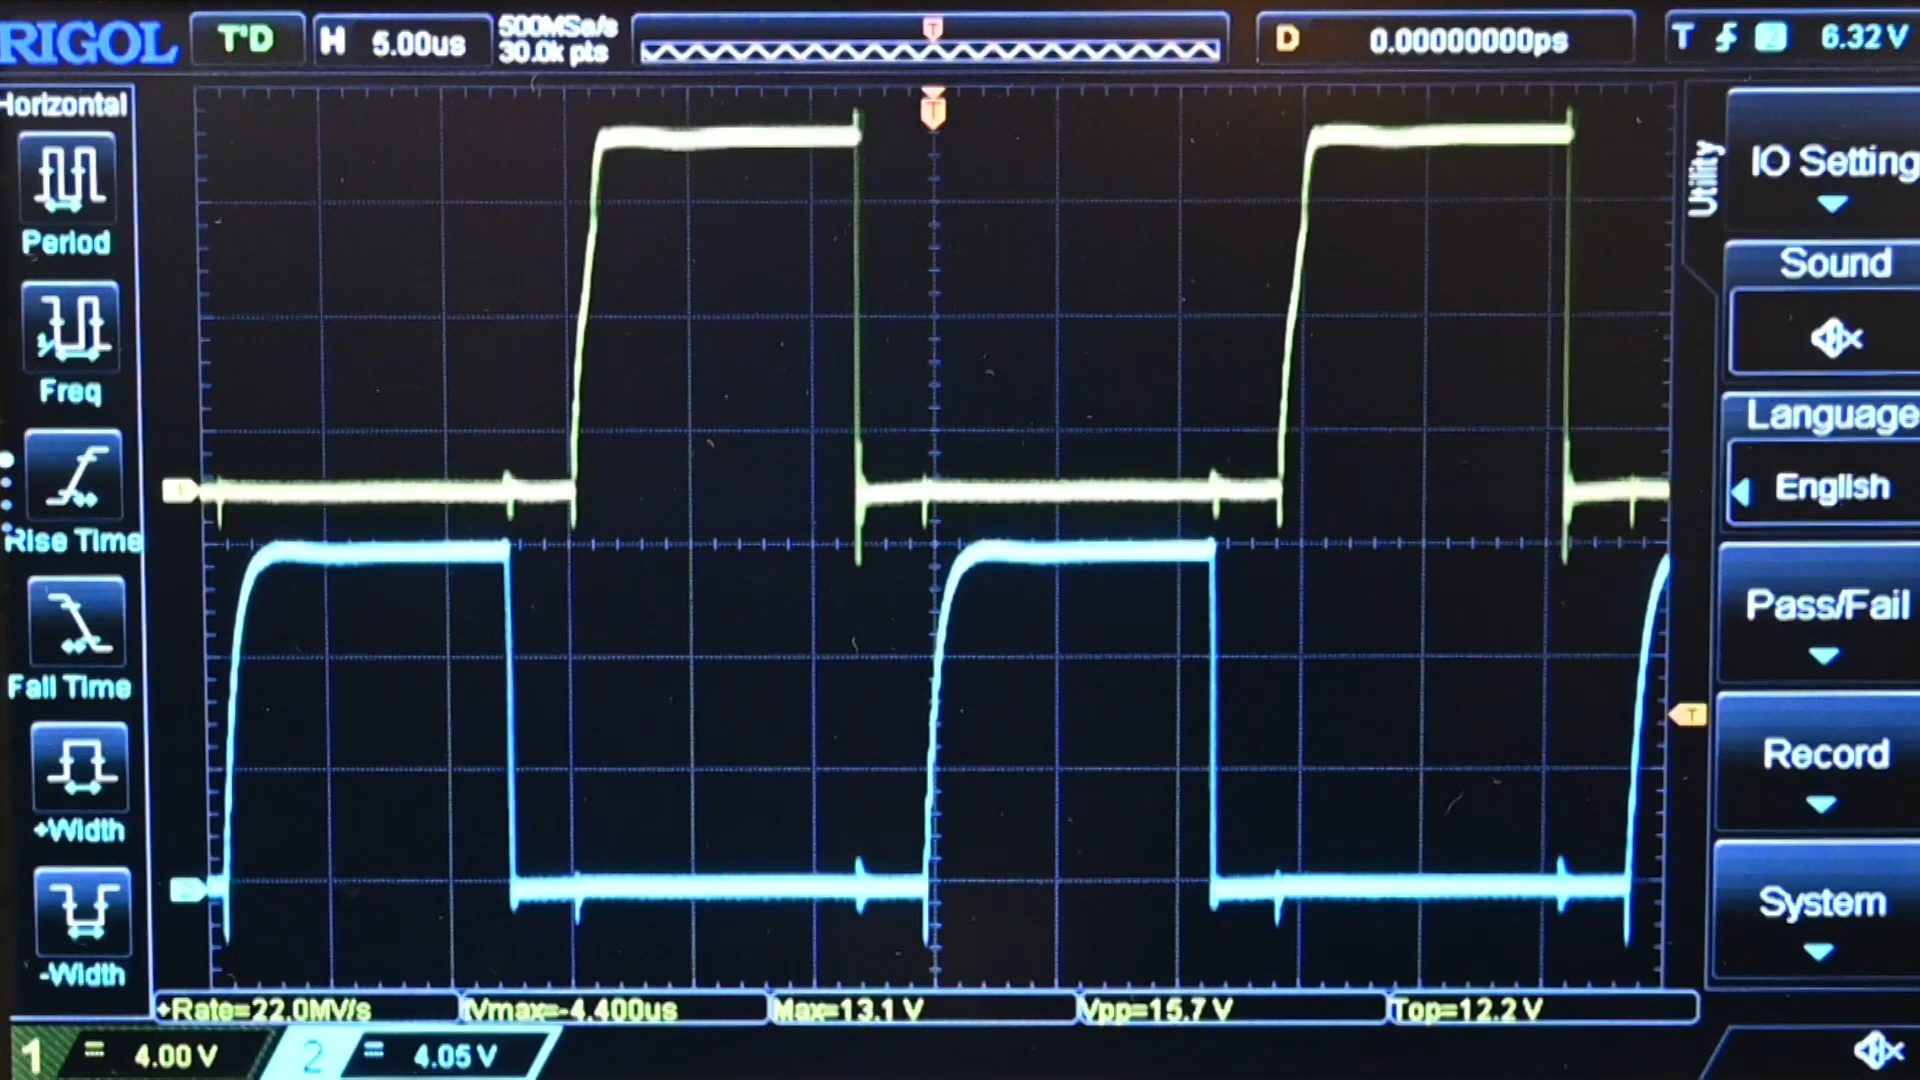 RIGOL T'D H 5.00us 500MSa/s D 0.00000000ps T 2 6.32 V
30.0k pts
Horizontal
T
Period
Freq
Rise Time
Fall Time
+Width
-Width
Utility
IO Setting
Sound
Language
English
Pass/Fail
Record
System
T
+Rate=22.0MV/s tVmax=-4.400us Max=13.1 V Vpp=15.7 V Top=12.2 V
1 = 4.00 V 2 = 4.05 V